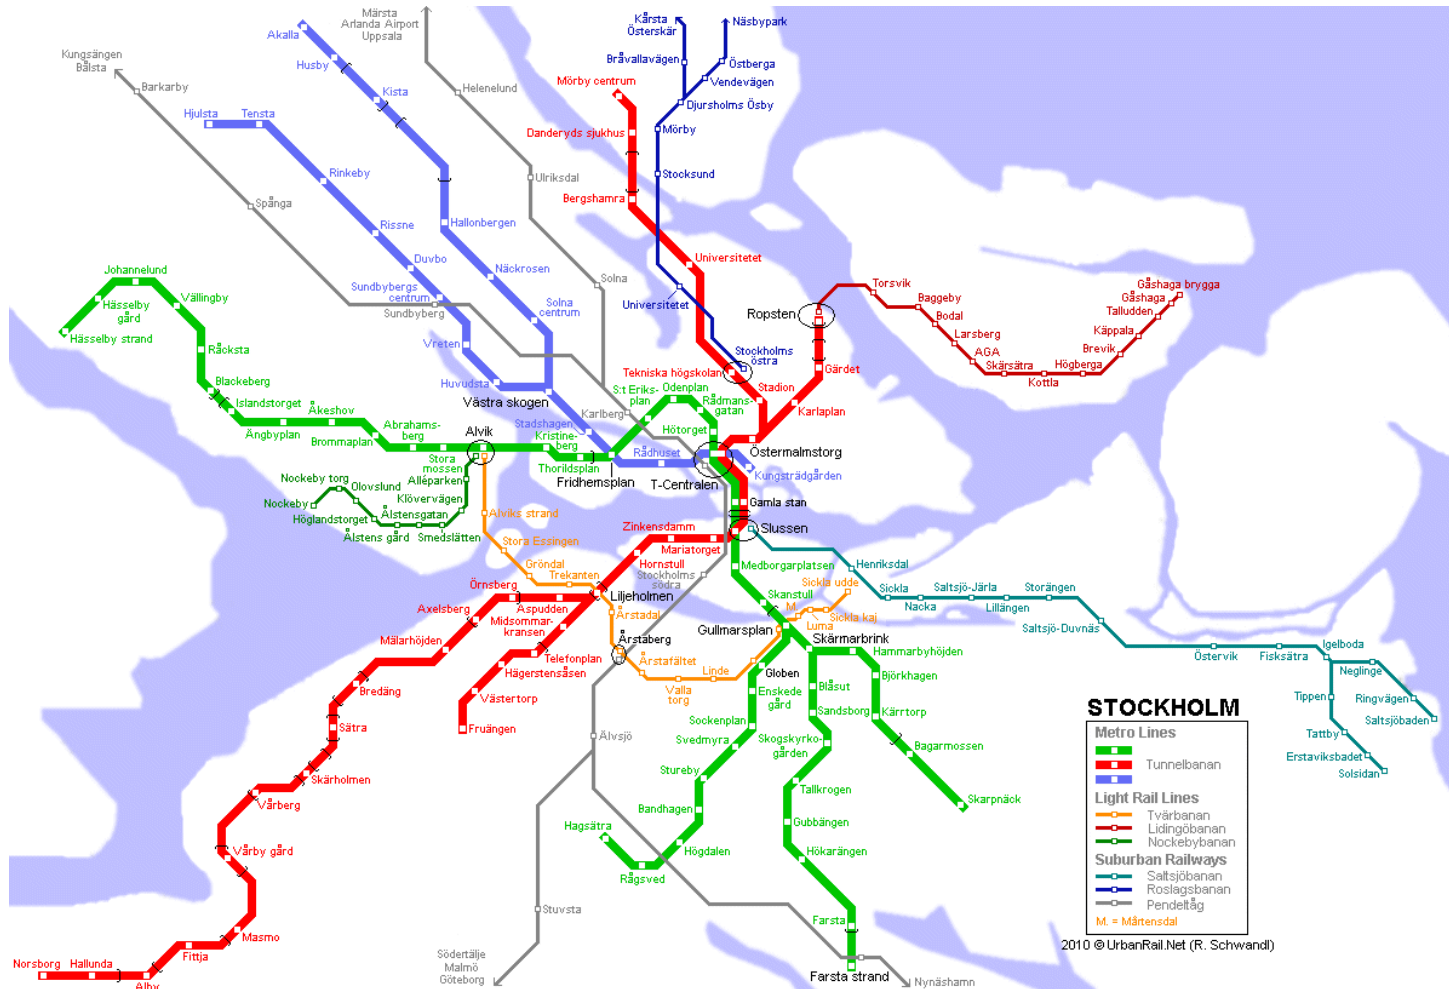 Märsta
Arlanda Airport
Uppsala
Kungsängen
Bålsta
Barkarby
Spånga
Sundbyberg
Helenelund
Ulriksdal
Solna
Karlberg
Akalla
Husby
Kista
Hallonbergen
Näckrosen
Solna
centrum
Hjulsta
Tensta
Rinkeby
Rissne
Duvbo
Sundbybergs
centrum
Vreten
Huvudsta
Västra skogen
Stadshagen
Fridhemsplan
Rådhuset
T-Centralen
Kungsträdgården
Kårsta
Österskär
Näsbypark
Bråvallavägen
Östberga
Vendevägen
Djursholms Ösby
Mörby
Stocksund
Universitetet
Stockholms
östra
Mörby centrum
Danderyds sjukhus
Bergshamra
Universitetet
Tekniska högskolan
Stadion
Ropsten
Gärdet
Karlaplan
Östermalmstorg
Torsvik
Baggeby
Bodal
Larsberg
AGA
Skärsätra
Kottla
Högberga
Brevik
Käppala
Talludden
Gåshaga
Gåshaga brygga
Johannelund
Hässelby
gård
Hässelby strand
Vällingby
Råcksta
Blackeberg
Islandstorget
Ängbyplan
Åkeshov
Brommaplan
Abrahams-
berg
Stora
mossen
Alvik
Kristine-
berg
Thorildsplan
S:t Eriks-
plan
Odenplan
Rådmans-
gatan
Hötorget
Gamla stan
Slussen
Alléparken
Klövervägen
Smedslätten
Ålstensgatan
Ålstens gård
Höglandstorget
Olovslund
Nockeby torg
Nockeby
Alviks strand
Stora Essingen
Gröndal
Trekanten
Liljeholmen
Årstadal
Årstaberg
Årstafältet
Valla
torg
Linde
Gullmarsplan
M.
Luma
Sickla kaj
Sickla udde
Zinkensdamm
Mariatorget
Hornstull
Stockholms
södra
Örnsberg
Axelsberg
Mälarhöjden
Bredäng
Sätra
Skärholmen
Vårberg
Vårby gård
Masmo
Fittja
Alby
Hallunda
Norsborg
Aspudden
Midsommar-
kransen
Telefonplan
Hägerstensåsen
Västertorp
Fruängen
Medborgarplatsen
Skanstull
Skärmarbrink
Hammarbyhöjden
Björkhagen
Kärrtorp
Bagarmossen
Skarpnäck
Blåsut
Sandsborg
Skogskyrko-
gården
Tallkrogen
Gubbängen
Hökarängen
Farsta
Farsta strand
Globen
Enskede
gård
Sockenplan
Svedmyra
Stureby
Bandhagen
Högdalen
Rågsved
Hagsätra
Älvsjö
Stuvsta
Södertälje
Malmö
Göteborg
Nynäshamn
Henriksdal
Sickla
Nacka
Saltsjö-Järla
Lillängen
Storängen
Saltsjö-Duvnäs
Östervik
Fisksätra
Igelboda
Neglinge
Ringvägen
Saltsjöbaden
Tippen
Tattby
Erstaviksbadet
Solsidan
STOCKHOLM
Metro Lines
Tunnelbanan
Light Rail Lines
Tvärbanan
Lidingöbanan
Nockebybanan
Suburban Railways
Saltsjöbanan
Roslagsbanan
Pendeltåg
M. = Mårtensdal
2010 © UrbanRail.Net (R. Schwandl)